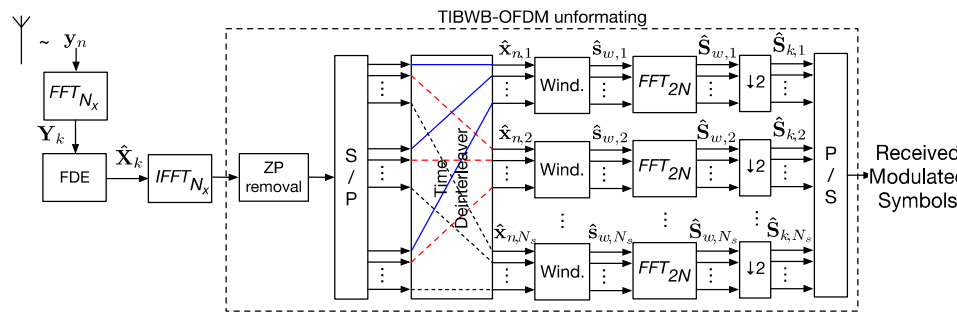 TIBWB-OFDM unformating
~ y_n
FFT_{N_x}
Y_k
FDE
X̂_k
IFFT_{N_x}
ZP removal
S / P
Time Deinterleaver
x̂_{n,1} ŝ_{w,1} Ŝ_{w,1} Ŝ_{k,1}
Wind. FFT_{2N} ↓2
x̂_{n,2} ŝ_{w,2} Ŝ_{w,2} Ŝ_{k,2}
Wind. FFT_{2N} ↓2
x̂_{n,N_s} ŝ_{w,N_s} Ŝ_{w,N_s} Ŝ_{k,N_s}
Wind. FFT_{2N} ↓2
P / S
Received
Modulated
Symbols